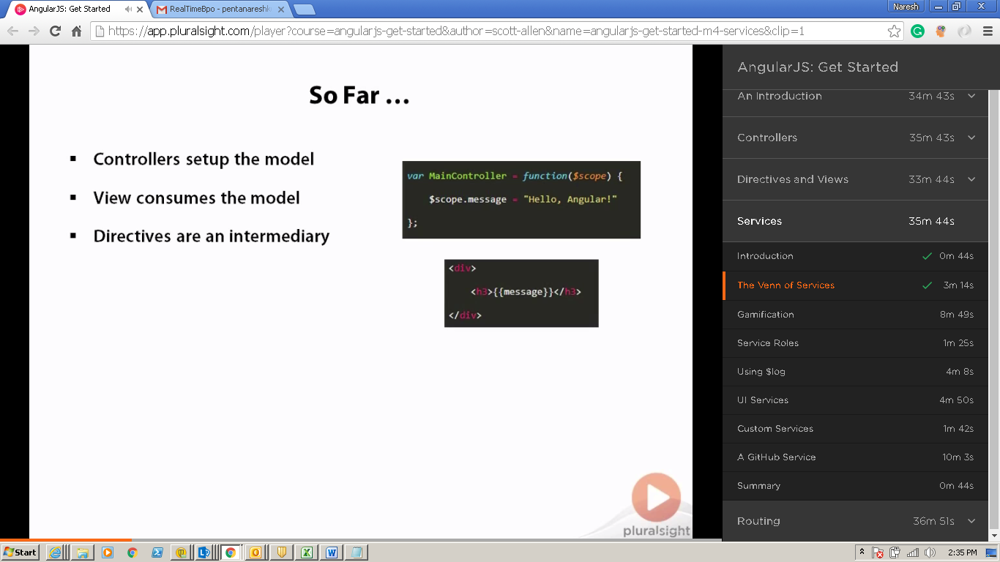 AngularJS: Get Started
RealTimeBpo - pentanareshk
Naresh
https://app.pluralsight.com/player?course=angularjs-get-started&author=scott-allen&name=angularjs-get-started-m4-services&clip=1
So Far ...
Controllers setup the model
View consumes the model
Directives are an intermediary
var MainController = function($scope) {
$scope.message = "Hello, Angular!"
};
<div>
<h3>{{message}}</h3>
</div>
pluralsight
AngularJS: Get Started
An Introduction 34m 43s
Controllers 35m 43s
Directives and Views 33m 44s
Services 35m 44s
Introduction 0m 44s
The Venn of Services 3m 14s
Gamification 8m 49s
Service Roles 1m 25s
Using $log 4m 8s
UI Services 4m 50s
Custom Services 1m 42s
A GitHub Service 10m 3s
Summary 0m 44s
Routing 36m 51s
Start
2:35 PM